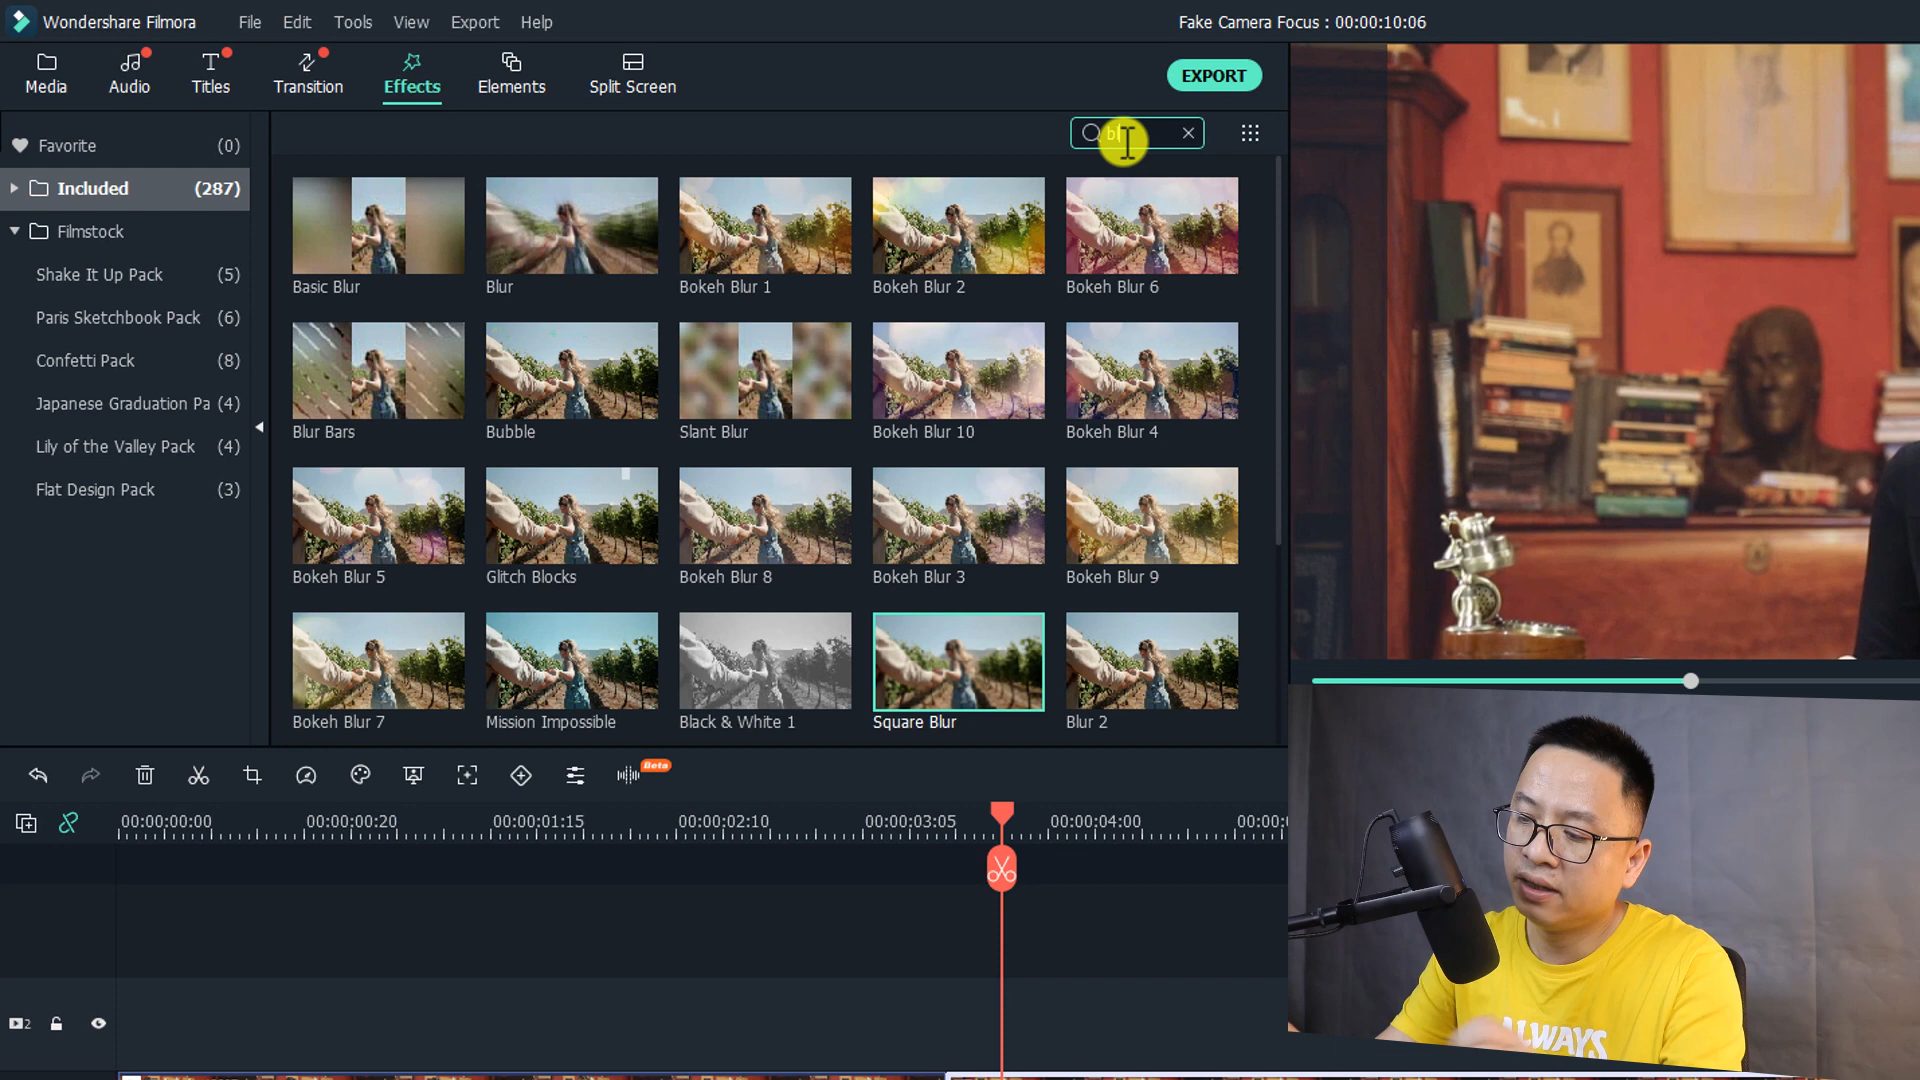 Wondershare Filmora
File
Edit
Tools
View
Export
Help
Fake Camera Focus : 00:00:10:06
Media
Audio
Titles
Transition
Effects
Elements
Split Screen
EXPORT
bl
Favorite (0)
Included (287)
Filmstock
Shake It Up Pack (5)
Paris Sketchbook Pack (6)
Confetti Pack (8)
Japanese Graduation Pa (4)
Lily of the Valley Pack (4)
Flat Design Pack (3)
Basic Blur
Blur
Bokeh Blur 1
Bokeh Blur 2
Bokeh Blur 6
Blur Bars
Bubble
Slant Blur
Bokeh Blur 10
Bokeh Blur 4
Bokeh Blur 5
Glitch Blocks
Bokeh Blur 8
Bokeh Blur 3
Bokeh Blur 9
Bokeh Blur 7
Mission Impossible
Black & White 1
Square Blur
Blur 2
Beta
00:00:00:00
00:00:00:20
00:00:01:15
00:00:02:10
00:00:03:05
00:00:04:00
00:00:0
2
ALWAYS